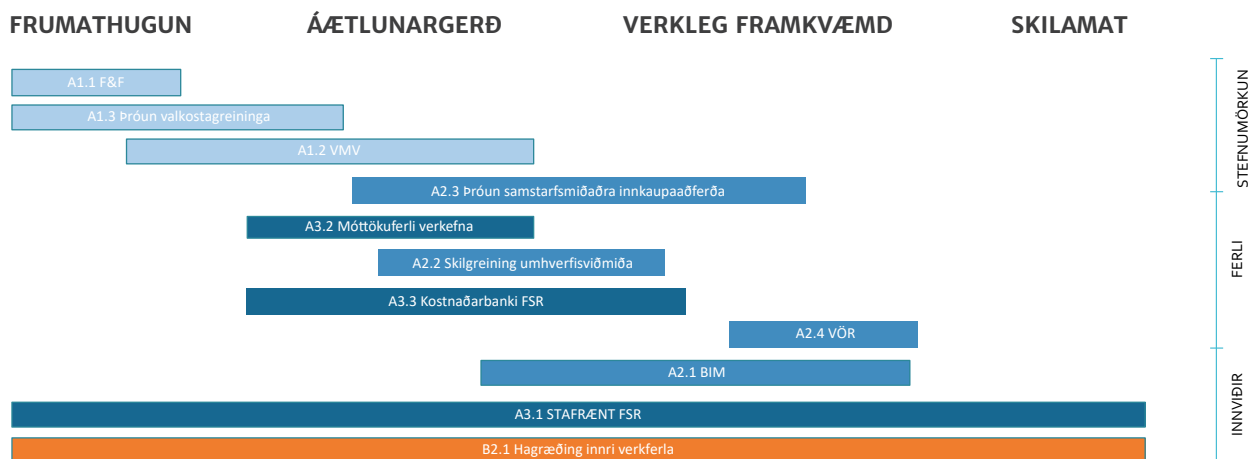 FRUMATHUGUN
ÁÆTLUNARGERÐ
VERKLEG FRAMKVÆMD
SKILAMAT
A1.1 F&F
A1.3 Þróun valkostagreininga
A1.2 VMV
A2.3 Þróun samstarfsmiðaðra innkaupaaðferða
A3.2 Móttökuferli verkefna
A2.2 Skilgreining umhverfisviðmiða
A3.3 Kostnaðarbanki FSR
A2.4 VÖR
A2.1 BIM
A3.1 STAFRÆNT FSR
B2.1 Hagræðing innri verkferla
STEFNUMÖRKUN
FERLI
INNVIÐIR